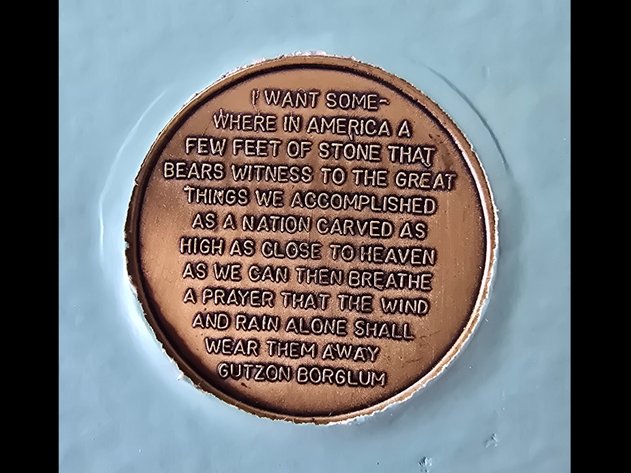 I WANT SOME-
WHERE IN AMERICA A
FEW FEET OF STONE THAT
BEARS WITNESS TO THE GREAT
THINGS WE ACCOMPLISHED
AS A NATION CARVED AS
HIGH AS CLOSE TO HEAVEN
AS WE CAN THEN BREATHE
A PRAYER THAT THE WIND
AND RAIN ALONE SHALL
WEAR THEM AWAY
GUTZON BORGLUM